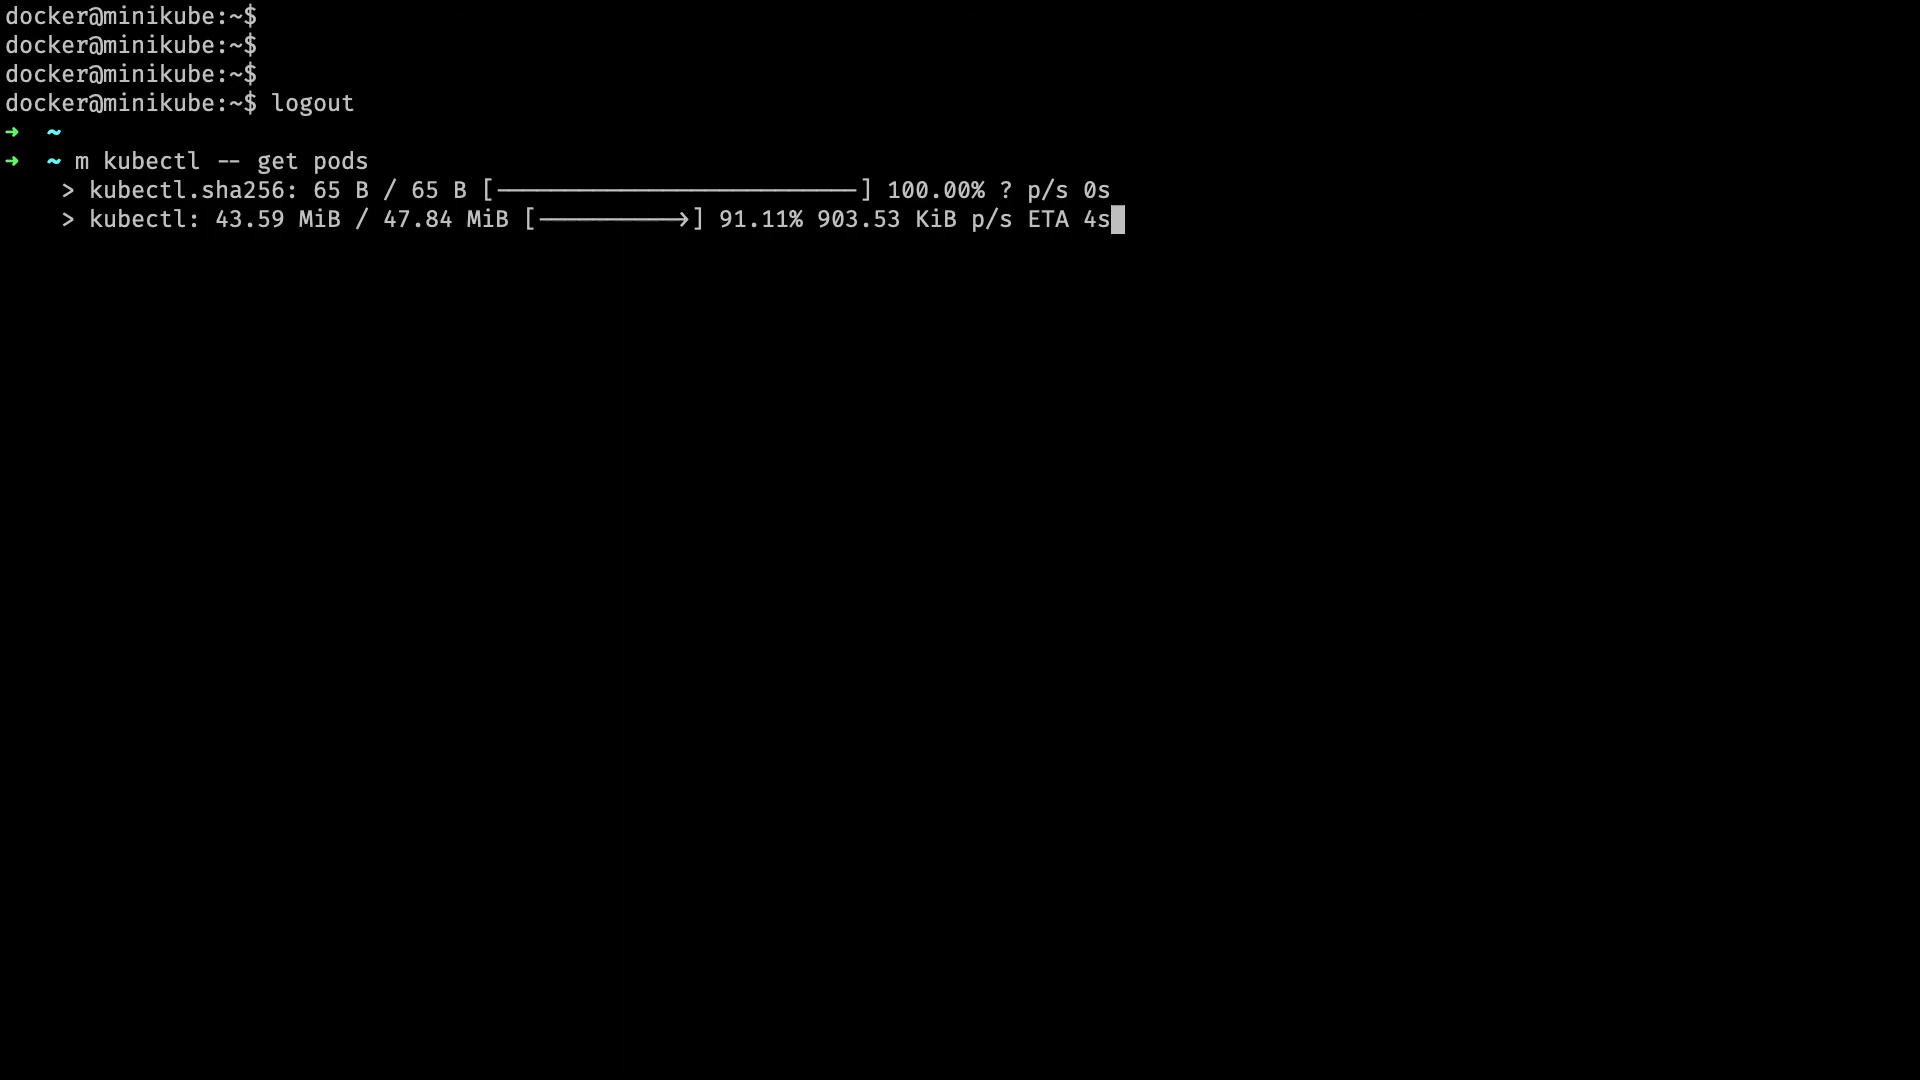 docker@minikube:~$
docker@minikube:~$
docker@minikube:~$
docker@minikube:~$ logout
➜  ~
➜  ~ m kubectl -- get pods
    > kubectl.sha256: 65 B / 65 B [--------------------------] 100.00% ? p/s 0s
    > kubectl: 43.59 MiB / 47.84 MiB [---------->] 91.11% 903.53 KiB p/s ETA 4s